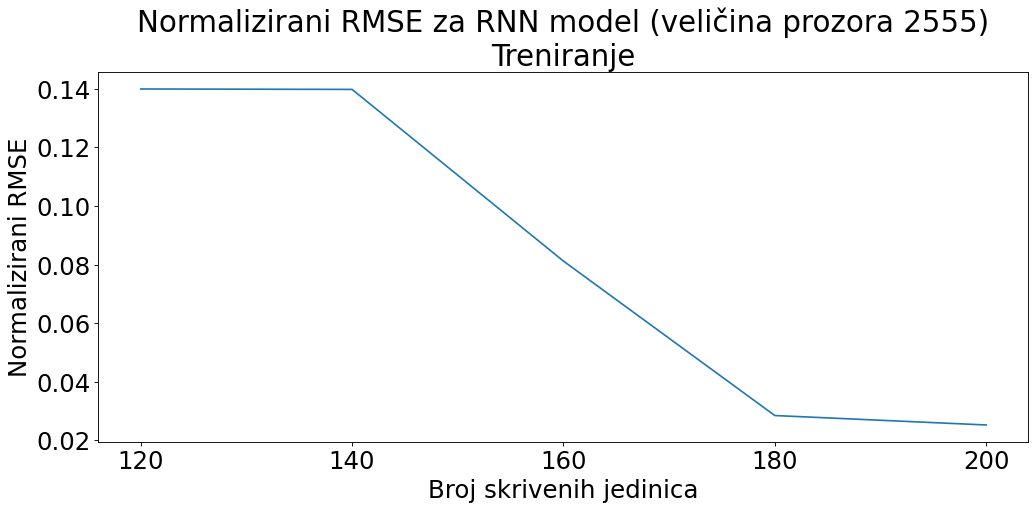 Normalizirani RMSE za RNN model (veličina prozora 2555)
Treniranje
Normalizirani RMSE
0.14
0.12
0.10
0.08
0.06
0.04
0.02
120 140 160 180 200
Broj skrivenih jedinica